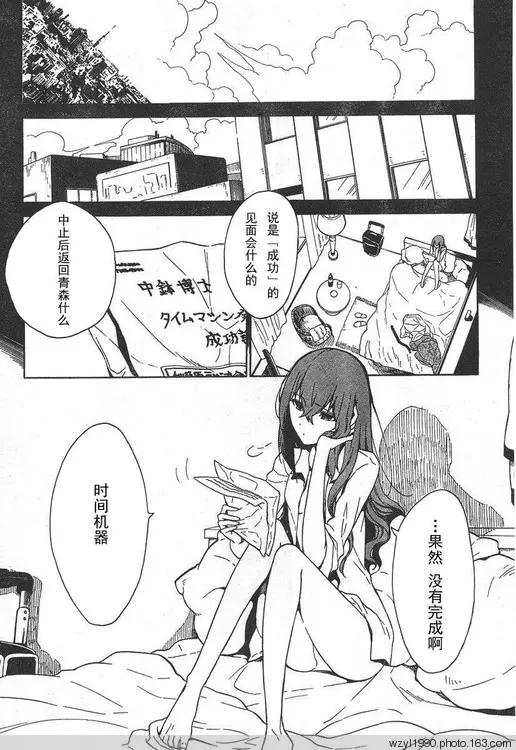 说是「成功」的
见面会什么的
中止后返回
青森什么
中鉢博士
タイムマシン
成功
…果然 没有
完成啊
时间机器
wzyl1990.photo.163.com